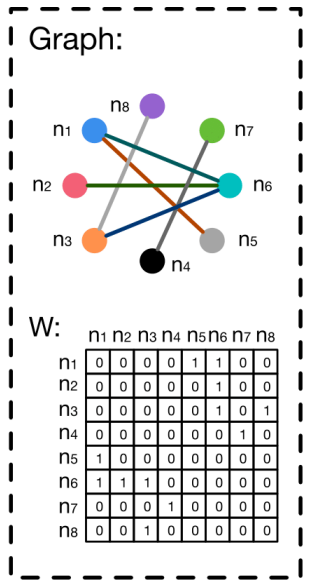 Graph:
n8
n1 n7
n2 n6
n3 n5
n4
W:
n1 n2 n3 n4 n5 n6 n7 n8
n1 0 0 0 0 1 1 0 0
n2 0 0 0 0 0 1 0 0
n3 0 0 0 0 0 1 0 1
n4 0 0 0 0 0 0 1 0
n5 1 0 0 0 0 0 0 0
n6 1 1 1 0 0 0 0 0
n7 0 0 0 1 0 0 0 0
n8 0 0 1 0 0 0 0 0